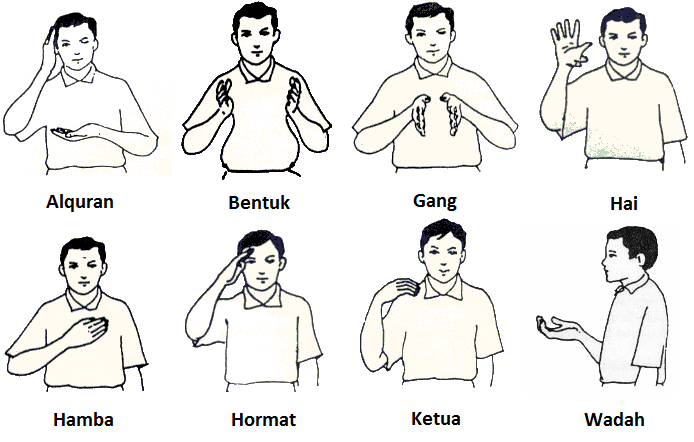 Alquran
Bentuk
Gang
Hai
Hamba
Hormat
Ketua
Wadah